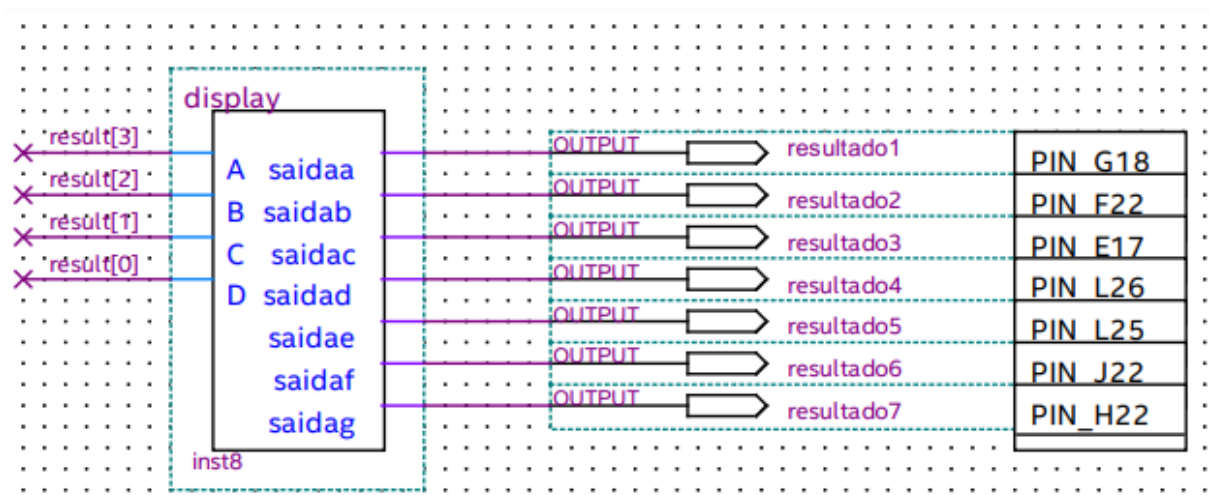 display
result[3] OUTPUT resultado1
A saidaa PIN_G18
result[2] OUTPUT resultado2
B saidab PIN_F22
result[1] OUTPUT resultado3
C saidac PIN_E17
result[0] OUTPUT resultado4
D saidad PIN_L26
OUTPUT resultado5
saidae PIN_L25
OUTPUT resultado6
saidaf PIN_J22
OUTPUT resultado7
saidag PIN_H22
inst8